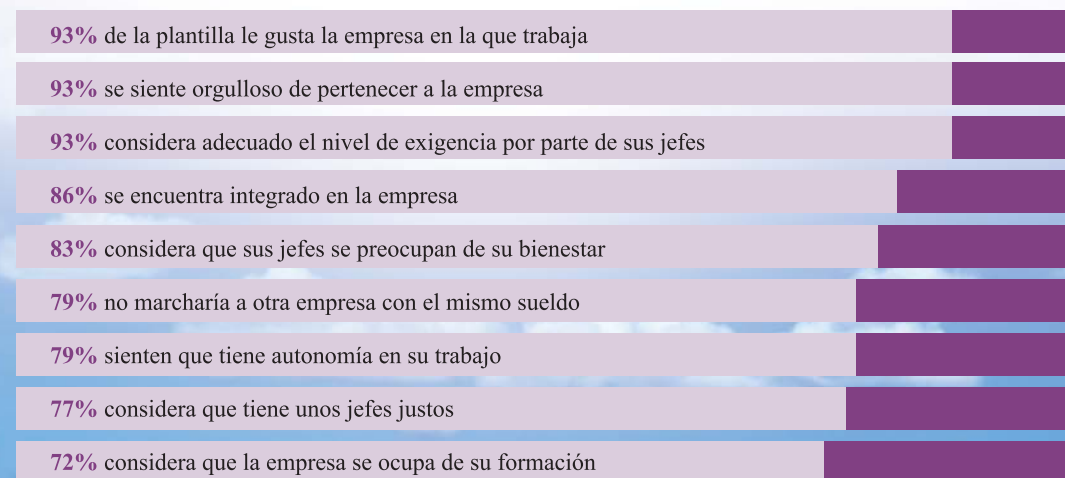 93% de la plantilla le gusta la empresa en la que trabaja
93% se siente orgulloso de pertenecer a la empresa
93% considera adecuado el nivel de exigencia por parte de sus jefes
86% se encuentra integrado en la empresa
83% considera que sus jefes se preocupan de su bienestar
79% no marcharía a otra empresa con el mismo sueldo
79% sienten que tiene autonomía en su trabajo
77% considera que tiene unos jefes justos
72% considera que la empresa se ocupa de su formación